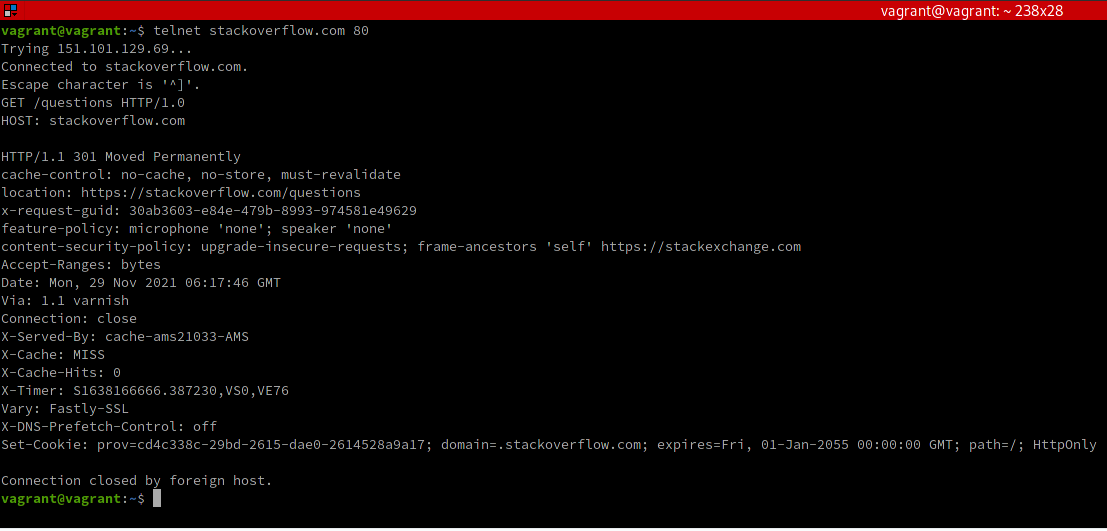 vagrant@vagrant: ~ 238x28
vagrant@vagrant:~$ telnet stackoverflow.com 80
Trying 151.101.129.69...
Connected to stackoverflow.com.
Escape character is '^]'.
GET /questions HTTP/1.0
HOST: stackoverflow.com

HTTP/1.1 301 Moved Permanently
cache-control: no-cache, no-store, must-revalidate
location: https://stackoverflow.com/questions
x-request-guid: 30ab3603-e84e-479b-8993-974581e49629
feature-policy: microphone 'none'; speaker 'none'
content-security-policy: upgrade-insecure-requests; frame-ancestors 'self' https://stackexchange.com
Accept-Ranges: bytes
Date: Mon, 29 Nov 2021 06:17:46 GMT
Via: 1.1 varnish
Connection: close
X-Served-By: cache-ams21033-AMS
X-Cache: MISS
X-Cache-Hits: 0
X-Timer: S1638166666.387230,VS0,VE76
Vary: Fastly-SSL
X-DNS-Prefetch-Control: off
Set-Cookie: prov=cd4c338c-29bd-2615-dae0-2614528a9a17; domain=.stackoverflow.com; expires=Fri, 01-Jan-2055 00:00:00 GMT; path=/; HttpOnly

Connection closed by foreign host.
vagrant@vagrant:~$